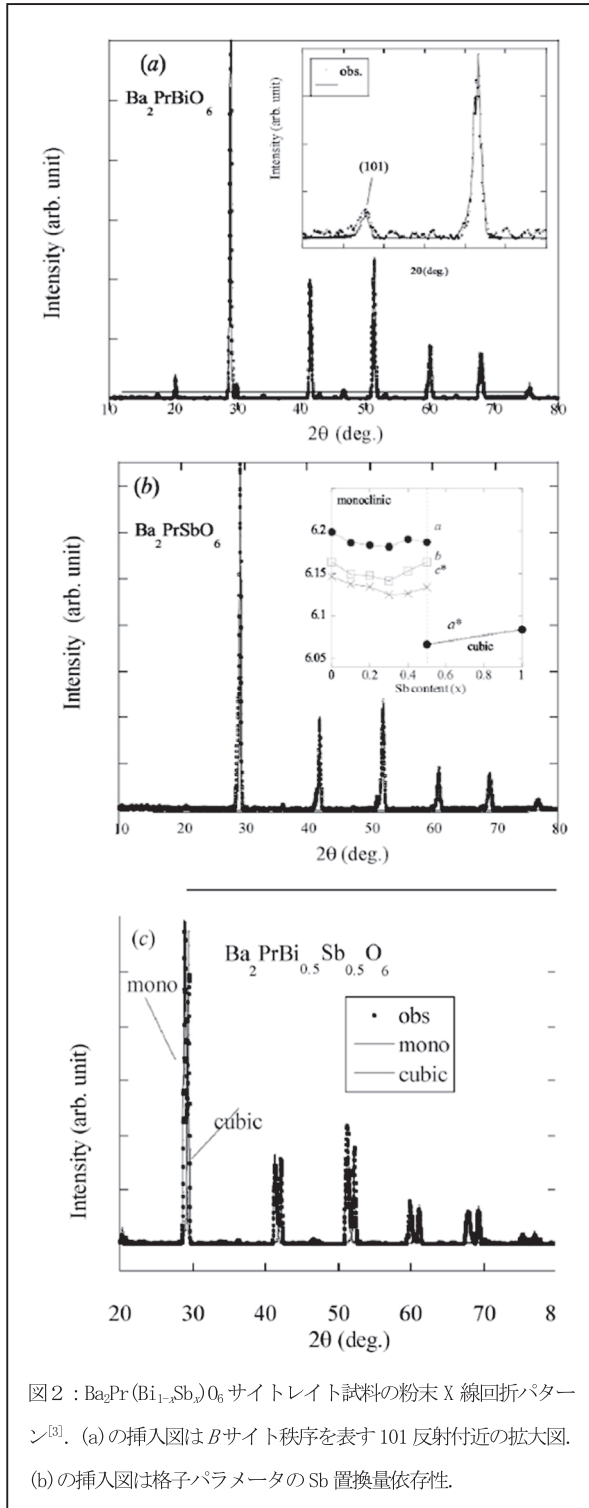 (a)
Ba2PrBiO6
Intensity (arb. unit)
obs.
Intensity (arb. unit)
(101)
2θ (deg.)
10 20 30 40 50 60 70 80
2θ (deg.)
(b)
Ba2PrSbO6
Intensity (arb. unit)
monoclinic
a
b
c*
a*
cubic
6.2
6.15
6.1
6.05
0 0.2 0.4 0.6 0.8 1
Sb content (x)
10 20 30 40 50 60 70 80
2θ (deg.)
(c)
Ba2PrBi0.5Sb0.5O6
mono
cubic
obs
mono
cubic
Intensity (arb. unit)
20 30 40 50 60 70 8
2θ (deg.)
図2：Ba₂Pr(Bi₁₋ₓSbₓ)O₆ サイトレイト試料の粉末 X 線回折パター
ン[3]. (a)の挿入図は Bサイト秩序を表す 101 反射付近の拡大図.
(b)の挿入図は格子パラメータの Sb 置換量依存性.